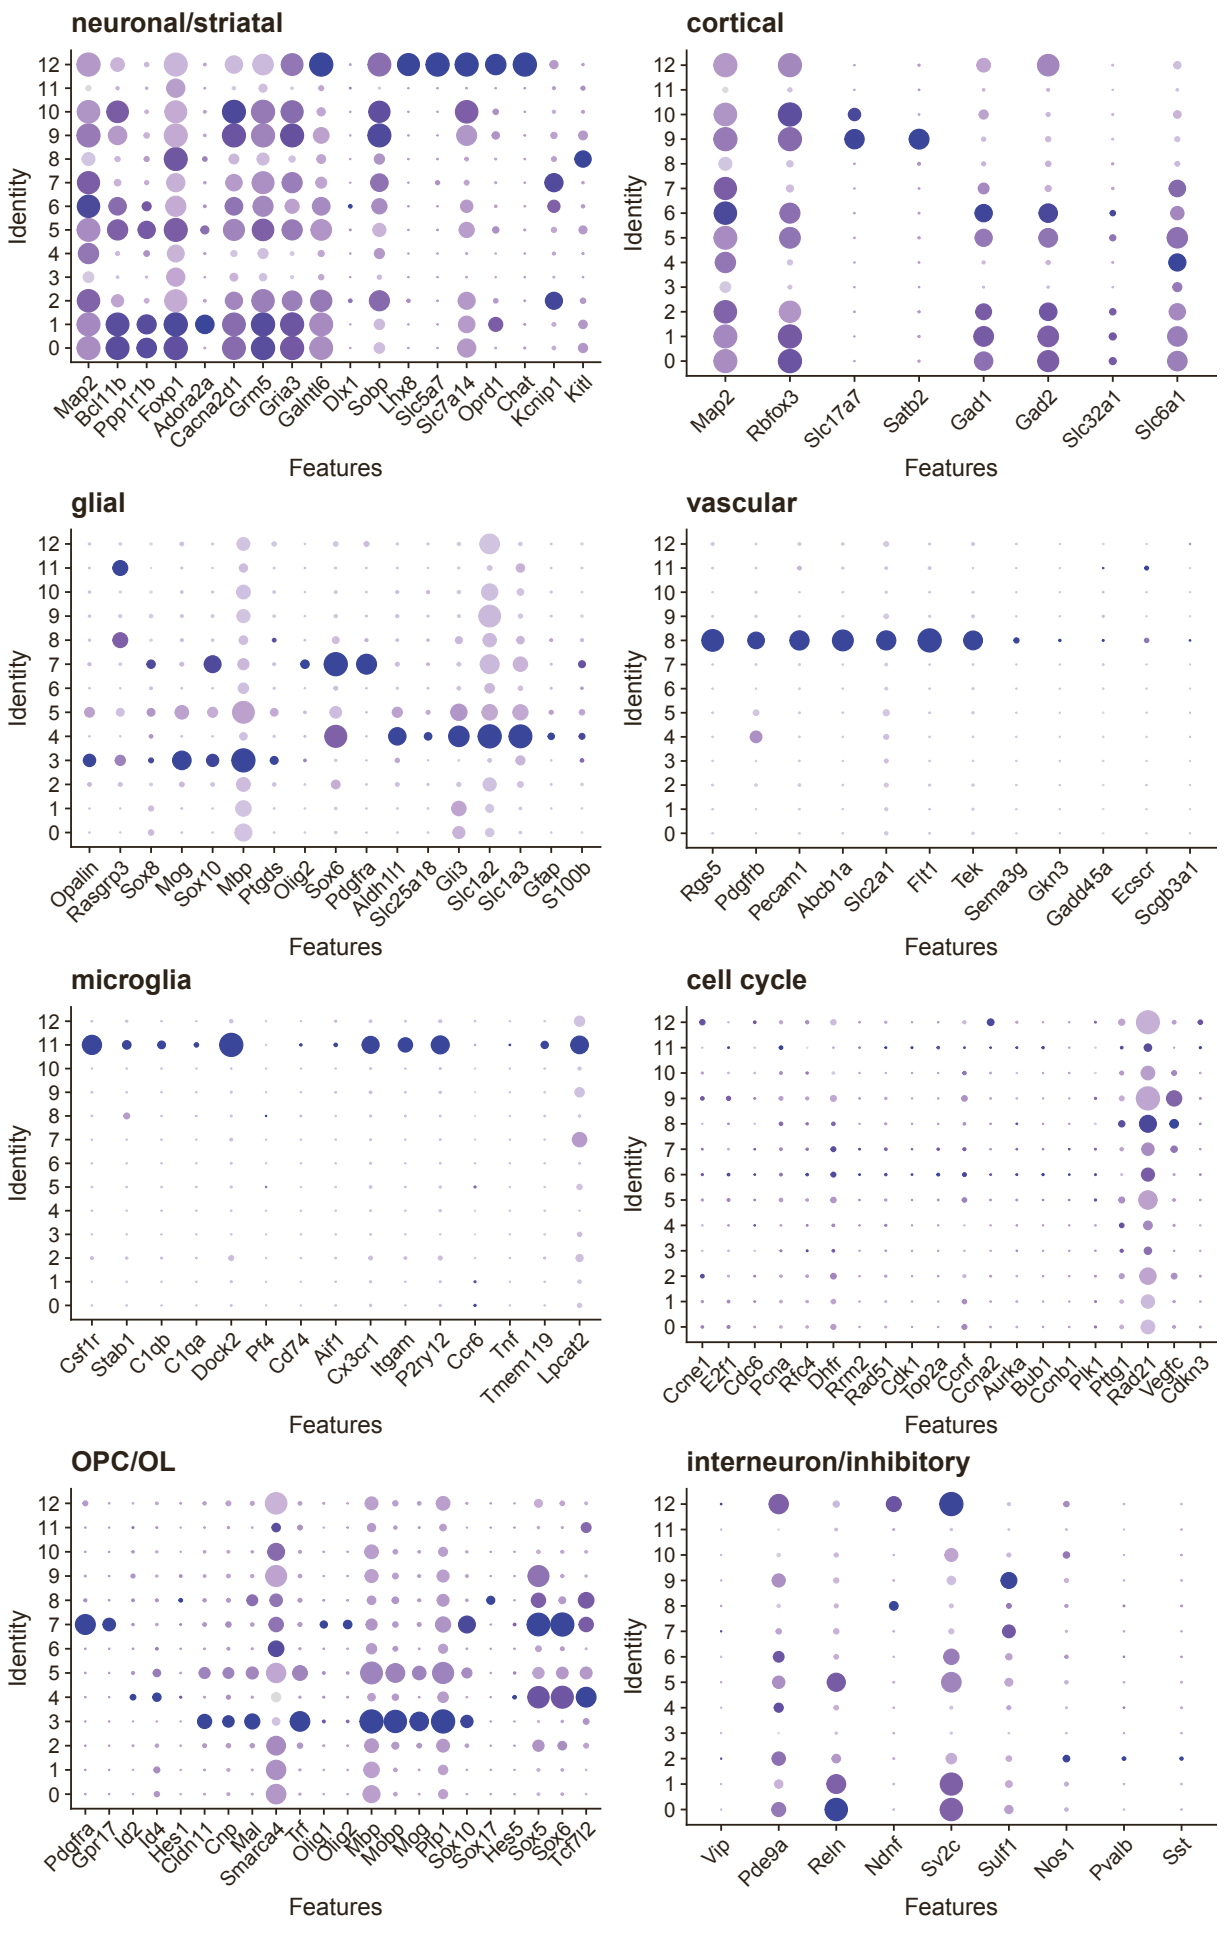 neuronal/striatal
12
11
10
9
8
7
6
5
4
3
2
1
0
Identity
Map2
Bcl11b
Ppp1r1b
Foxp1
Adora2a
Cacna2d1
Grm5
Gria3
Galntl6
Dlx1
Sobp
Lhx8
Slc5a7
Slc7a14
Oprd1
Chat
Kcnip1
Kitl
Features
cortical
12
11
10
9
8
7
6
5
4
3
2
1
0
Identity
Map2
Rbfox3
Slc17a7
Satb2
Gad1
Gad2
Slc32a1
Slc6a1
Features
glial
12
11
10
9
8
7
6
5
4
3
2
1
0
Identity
Opalin
Rasgrp3
Sox8
Mog
Sox10
Mbp
Ptgds
Olig2
Sox6
Pdgfra
Aldh1l1
Slc25a18
Gli3
Slc1a2
Slc1a3
Gfap
S100b
Features
vascular
12
11
10
9
8
7
6
5
4
3
2
1
0
Identity
Rgs5
Pdgfrb
Pecam1
Abcb1a
Slc2a1
Flt1
Tek
Sema3g
Gkn3
Gadd45a
Ecscr
Scgb3a1
Features
microglia
12
11
10
9
8
7
6
5
4
3
2
1
0
Identity
Csf1r
Stab1
C1qb
C1qa
Dock2
Pf4
Cd74
Aif1
Cx3cr1
Itgam
P2ry12
Ccr6
Tnf
Tmem119
Lpcat2
Features
cell cycle
12
11
10
9
8
7
6
5
4
3
2
1
0
Identity
Ccne1
E2f1
Cdc6
Pcna
Rfc4
Dhfr
Rrm2
Rad51
Cdk1
Top2a
Ccnf
Ccna2
Aurka
Bub1
Ccnb1
Plk1
Pttg1
Rad21
Vegfc
Cdkn3
Features
OPC/OL
12
11
10
9
8
7
6
5
4
3
2
1
0
Identity
Pdgfra
Gpr17
Id2
Id4
Hes1
Cldn11
Cnp
Mal
Smarca4
Trf
Olig1
Olig2
Mbp
Mobp
Mog
Plp1
Sox10
Sox17
Hes5
Sox5
Sox6
Tcf7l2
Features
interneuron/inhibitory
12
11
10
9
8
7
6
5
4
3
2
1
0
Identity
Vip
Pde9a
Reln
Ndnf
Sv2c
Sulf1
Nos1
Pvalb
Sst
Features